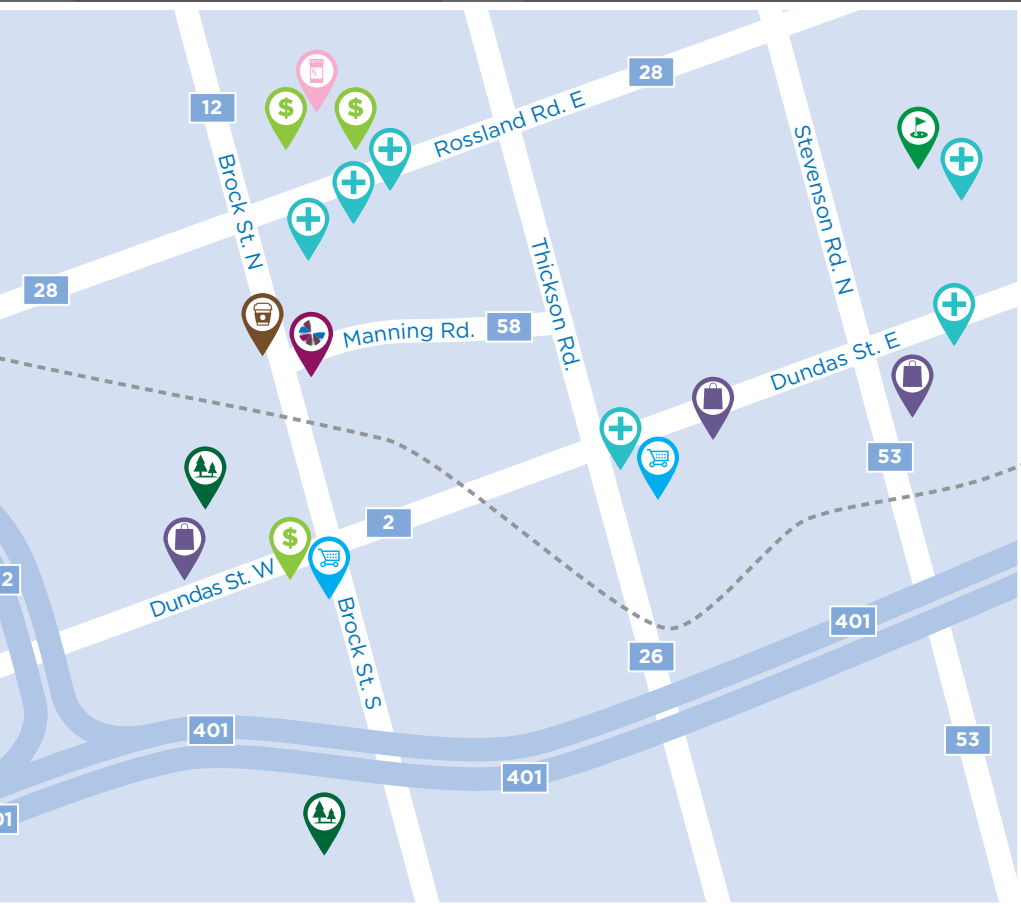 12
28
Rossland Rd. E
Brock St. N
Stevenson Rd. N
28
Thickson Rd.
Manning Rd.
58
Dundas St. E
53
2
Dundas St. W
2
Brock St. S
401
26
401
53
401
01
$
$
$